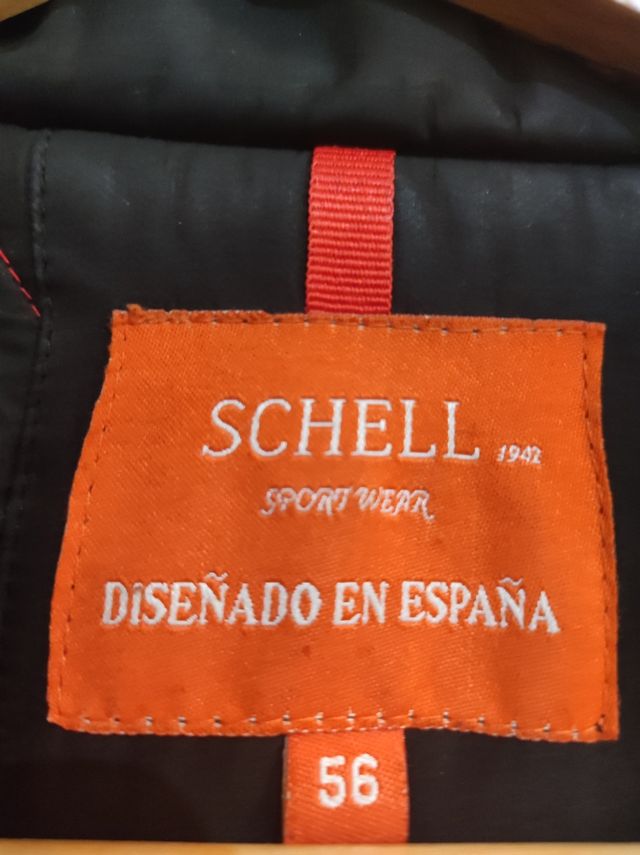 SCHELL 1942
SPORT WEAR
DISEÑADO EN ESPAÑA
56